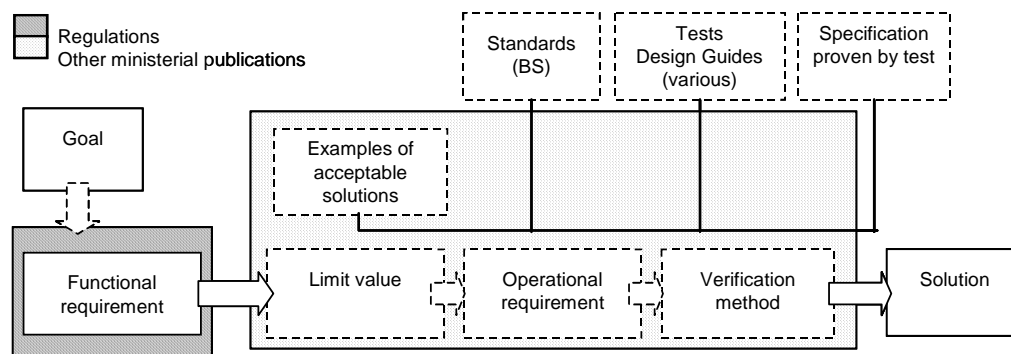 Regulations
Other ministerial publications
Standards
(BS)
Tests
Design Guides
(various)
Specification
proven by test
Goal
Examples of
acceptable
solutions
Functional
requirement
Limit value
Operational
requirement
Verification
method
Solution